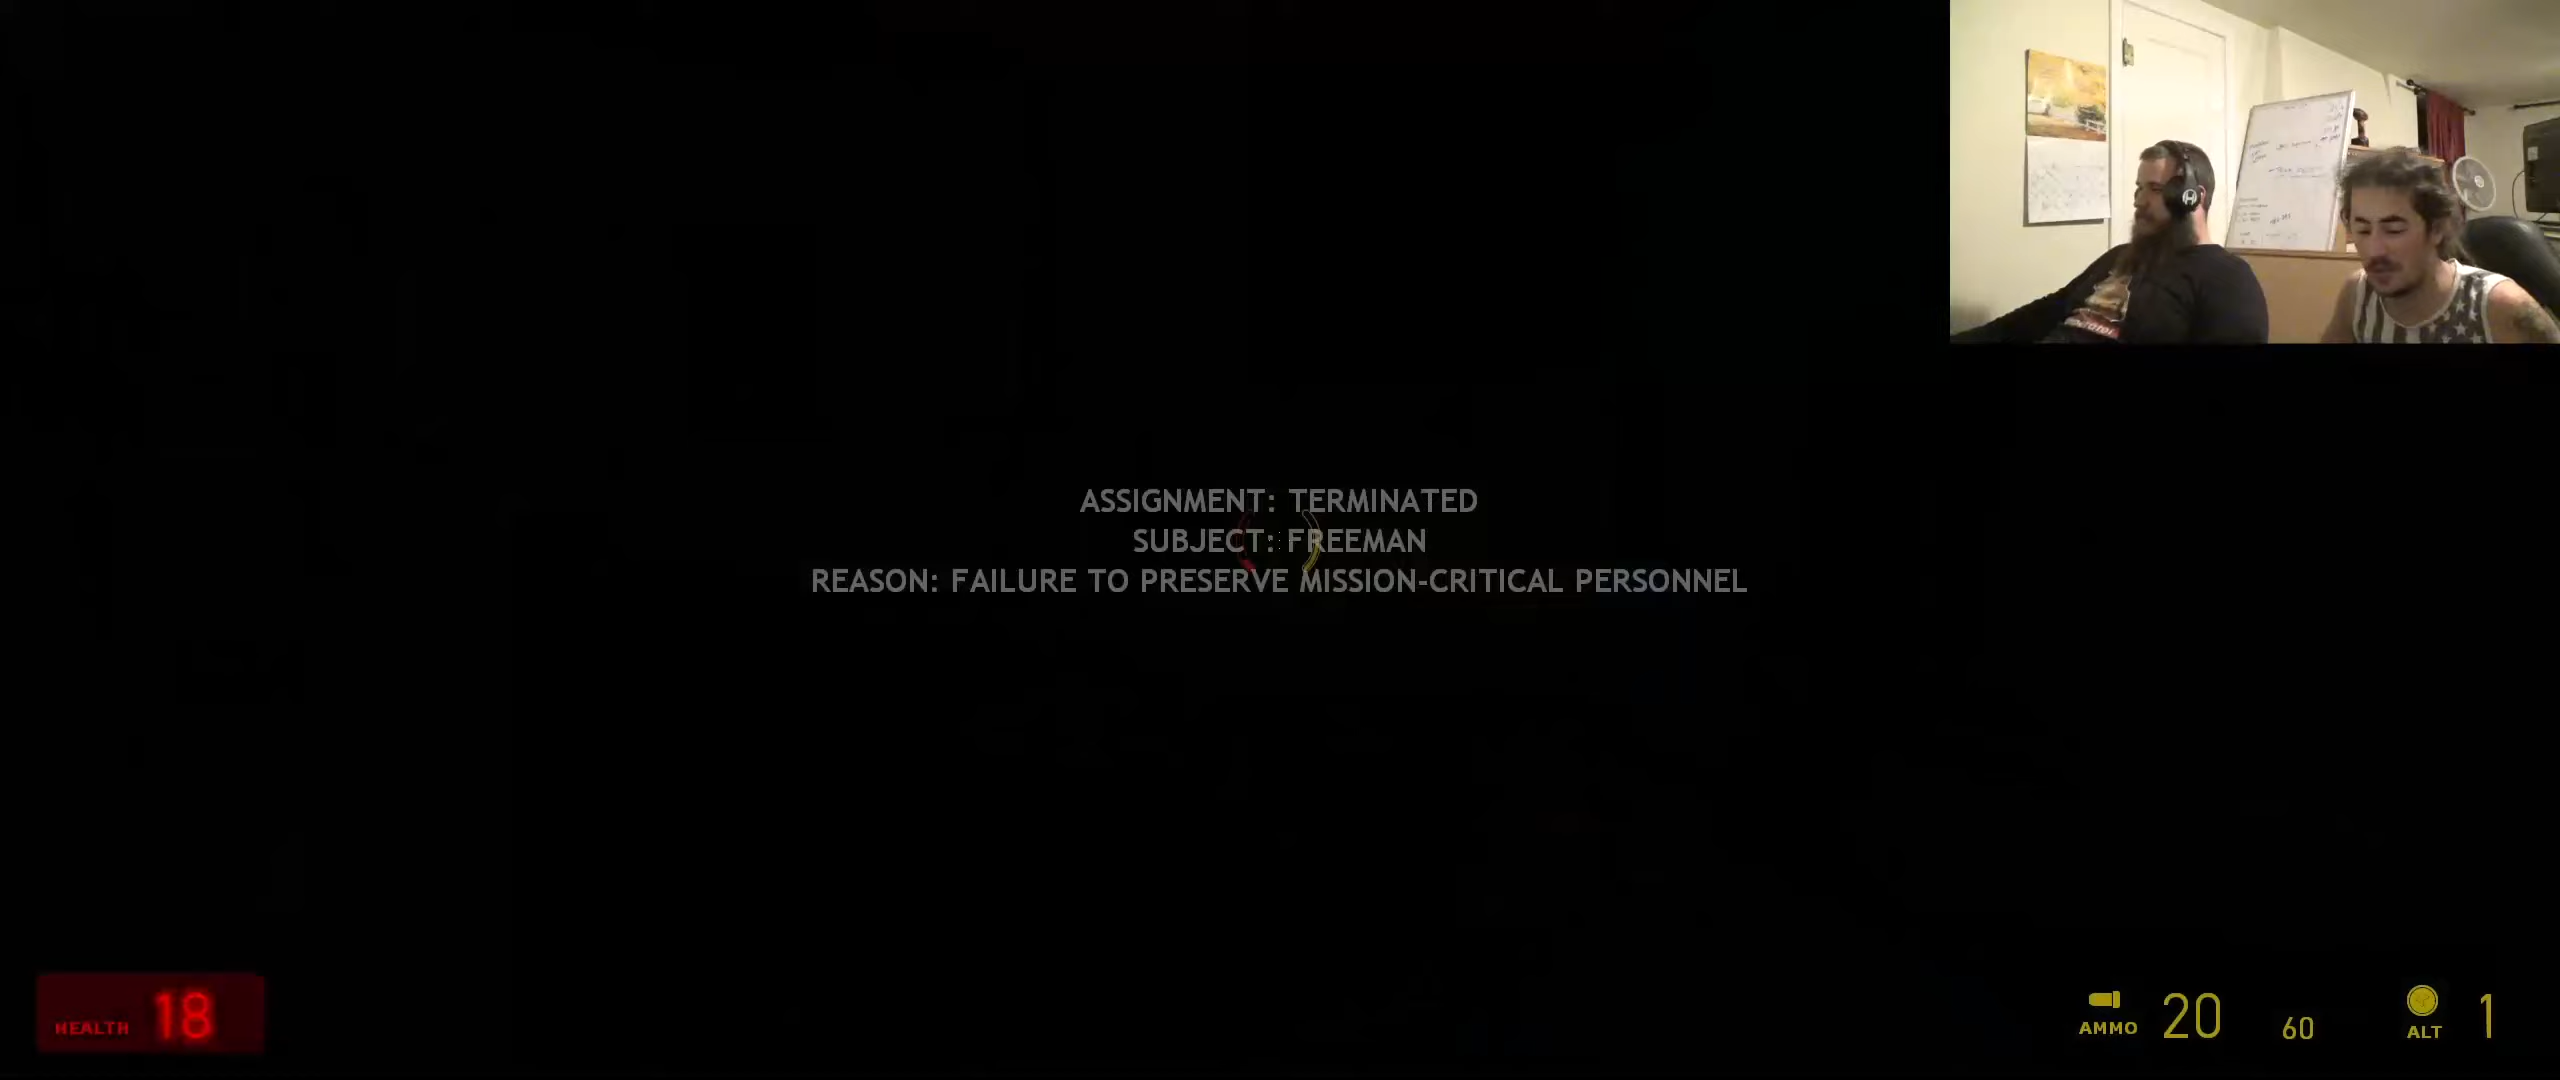 ASSIGNMENT: TERMINATED
SUBJECT: FREEMAN
REASON: FAILURE TO PRESERVE MISSION-CRITICAL PERSONNEL
HEALTH 18
AMMO 20 60 ALT 1